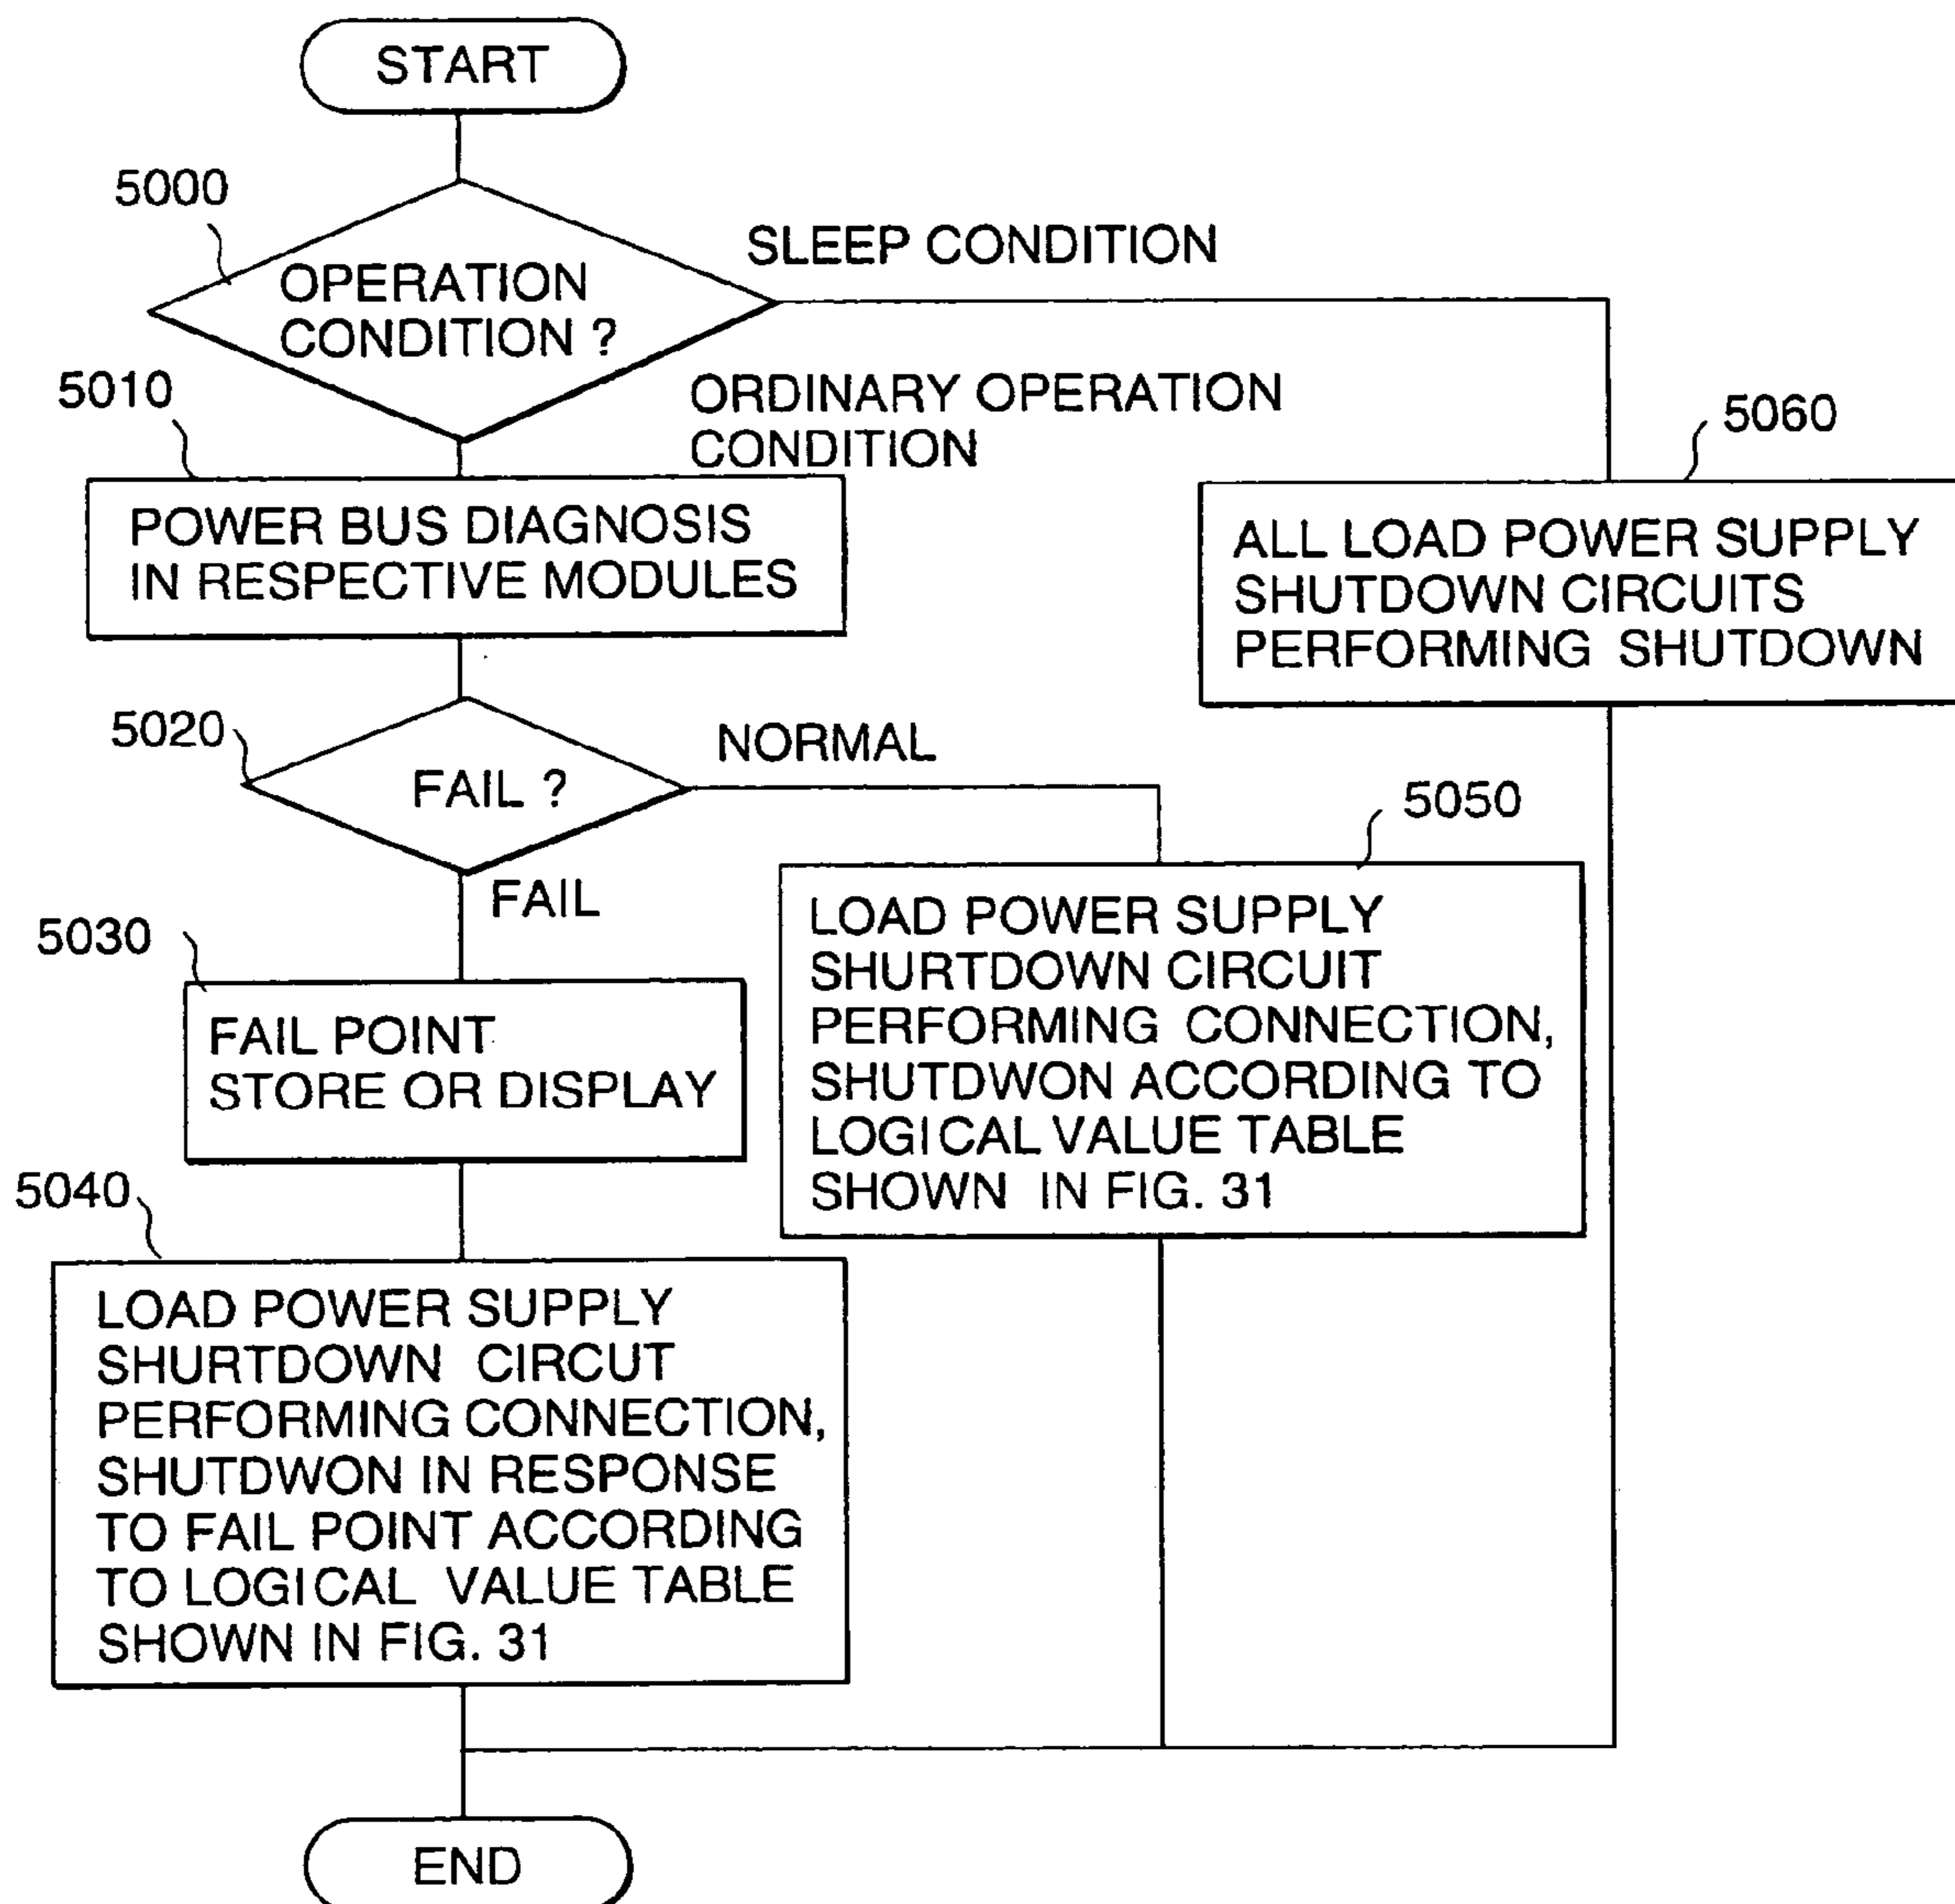 START
5000
OPERATION
CONDITION ?
SLEEP CONDITION
ORDINARY OPERATION
CONDITION
5010
POWER BUS DIAGNOSIS
IN RESPECTIVE MODULES
5060
ALL LOAD POWER SUPPLY
SHUTDOWN CIRCUITS
PERFORMING SHUTDOWN
5020
FAIL ?
NORMAL
FAIL
5050
LOAD POWER SUPPLY
SHURTDOWN CIRCUIT
PERFORMING CONNECTION,
SHUTDWON ACCORDING TO
LOGICAL VALUE TABLE
SHOWN IN FIG. 31
5030
FAIL POINT
STORE OR DISPLAY
5040
LOAD POWER SUPPLY
SHURTDOWN CIRCUT
PERFORMING CONNECTION,
SHUTDWON IN RESPONSE
TO FAIL POINT ACCORDING
TO LOGICAL VALUE TABLE
SHOWN IN FIG. 31
END